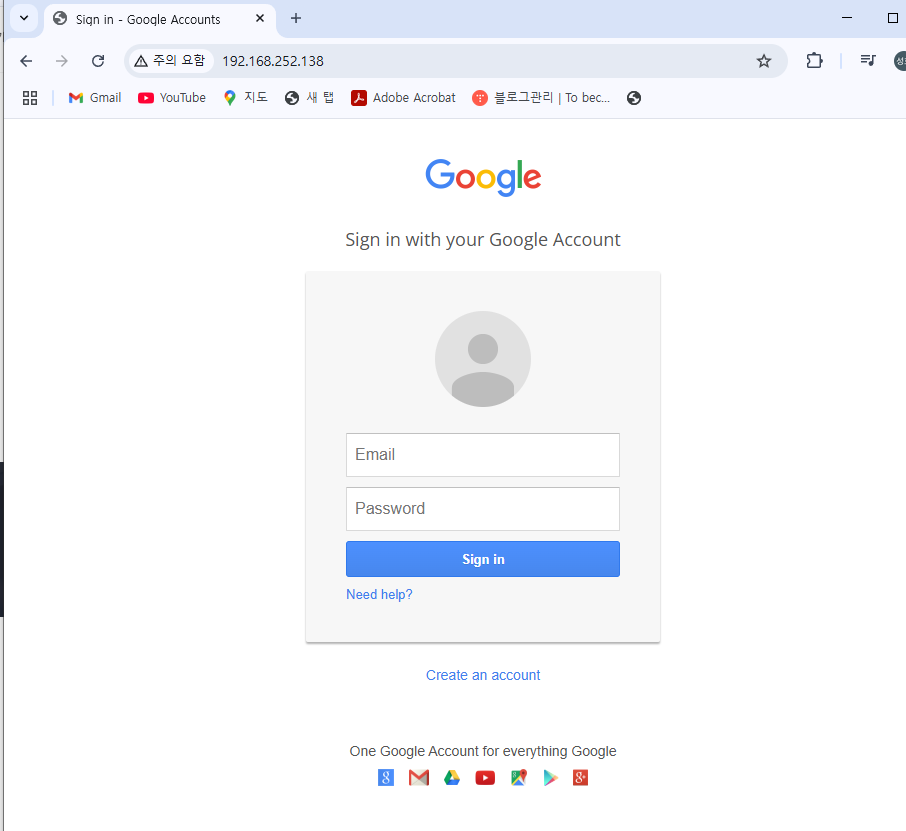 Sign in - Google Accounts
주의 요함 192.168.252.138
Gmail YouTube 지도 새 탭 Adobe Acrobat 블로그관리 | To bec...
Google
Sign in with your Google Account
Email
Password
Sign in
Need help?
Create an account
One Google Account for everything Google